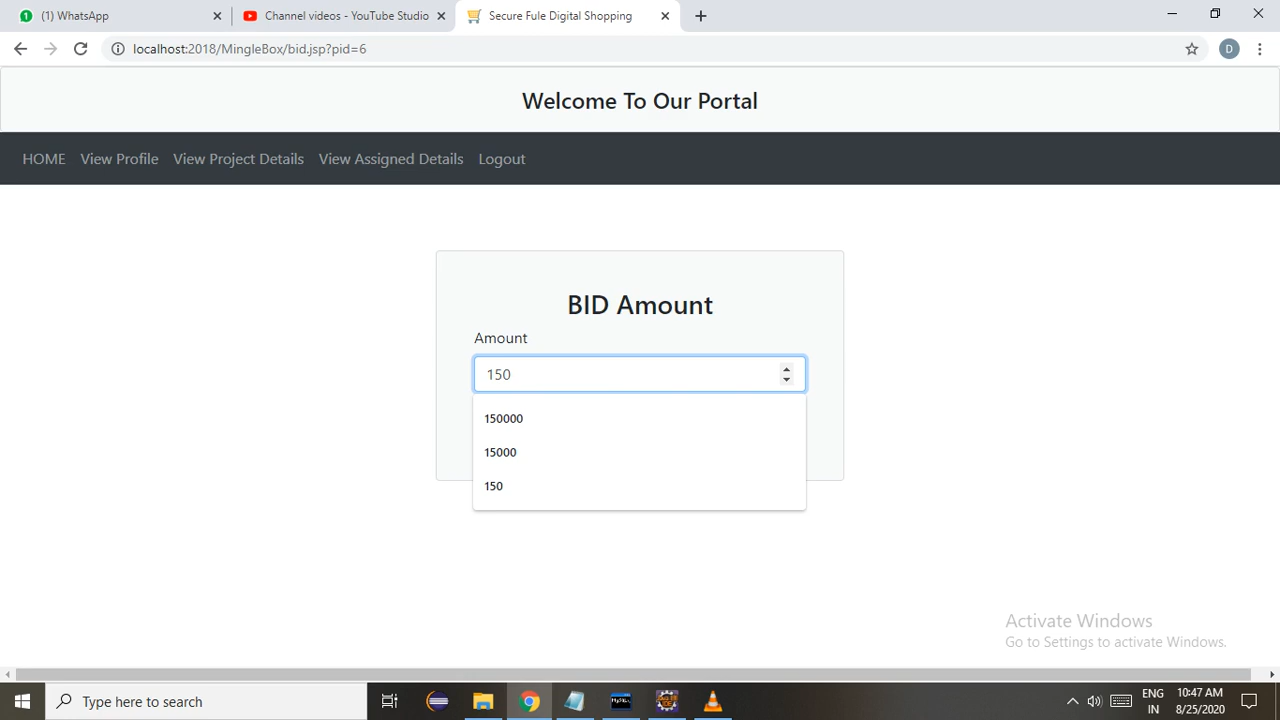 (1) WhatsApp
Channel videos - YouTube Studio
Secure Fule Digital Shopping
localhost:2018/MingleBox/bid.jsp?pid=6
D
Welcome To Our Portal
HOME View Profile View Project Details View Assigned Details Logout
BID Amount
Amount
150
150000
15000
150
Activate Windows
Go to Settings to activate Windows.
Type here to search
ENG
IN
10:47 AM
8/25/2020